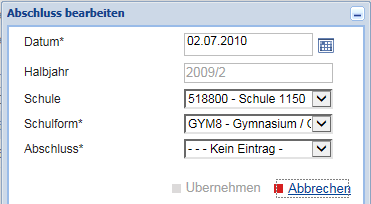 Abschluss bearbeiten
Datum* 02.07.2010
Halbjahr 2009/2
Schule 518800 - Schule 1150
Schulform* GYM8 - Gymnasium /
Abschluss* - - - Kein Eintrag -
Übernehmen Abbrechen